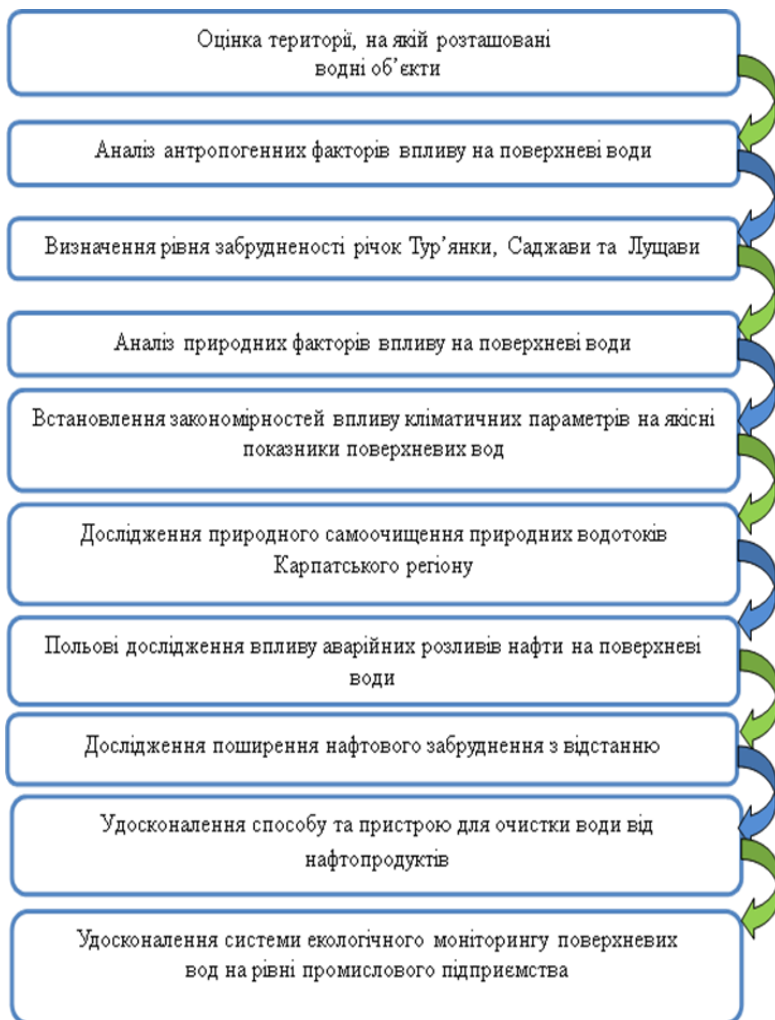 Оцінка території, на якій розташовані
водні об’єкти
Аналіз антропогенних факторів впливу на поверхневі води
Визначення рівня забрудненості річок Тур’янки, Саджави та Лущави
Аналіз природних факторів впливу на поверхневі води
Встановлення закономірностей впливу кліматичних параметрів на якісні
показники поверхневих вод
Дослідження природного самоочищення природних водотоків
Карпатського регіону
Польові дослідження впливу аварійних розливів нафти на поверхневі
води
Дослідження поширення нафтового забруднення з відстанню
Удосконалення способу та пристрою для очистки води від
нафтопродуктів
Удосконалення системи екологічного моніторингу поверхневих
вод на рівні промислового підприємства